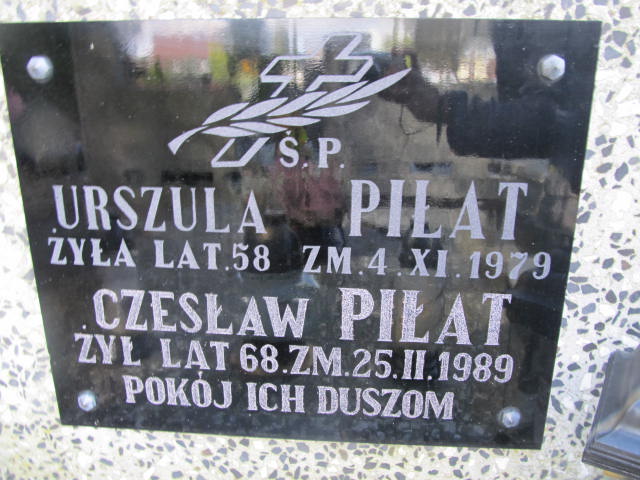 Ś.P.
URSZULA PIŁAT
ŻYŁA LAT.58 ZM.4.XI.1979
CZESŁAW PIŁAT
ŻYŁ LAT 68.ZM.25.II.1989
POKÓJ ICH DUSZOM